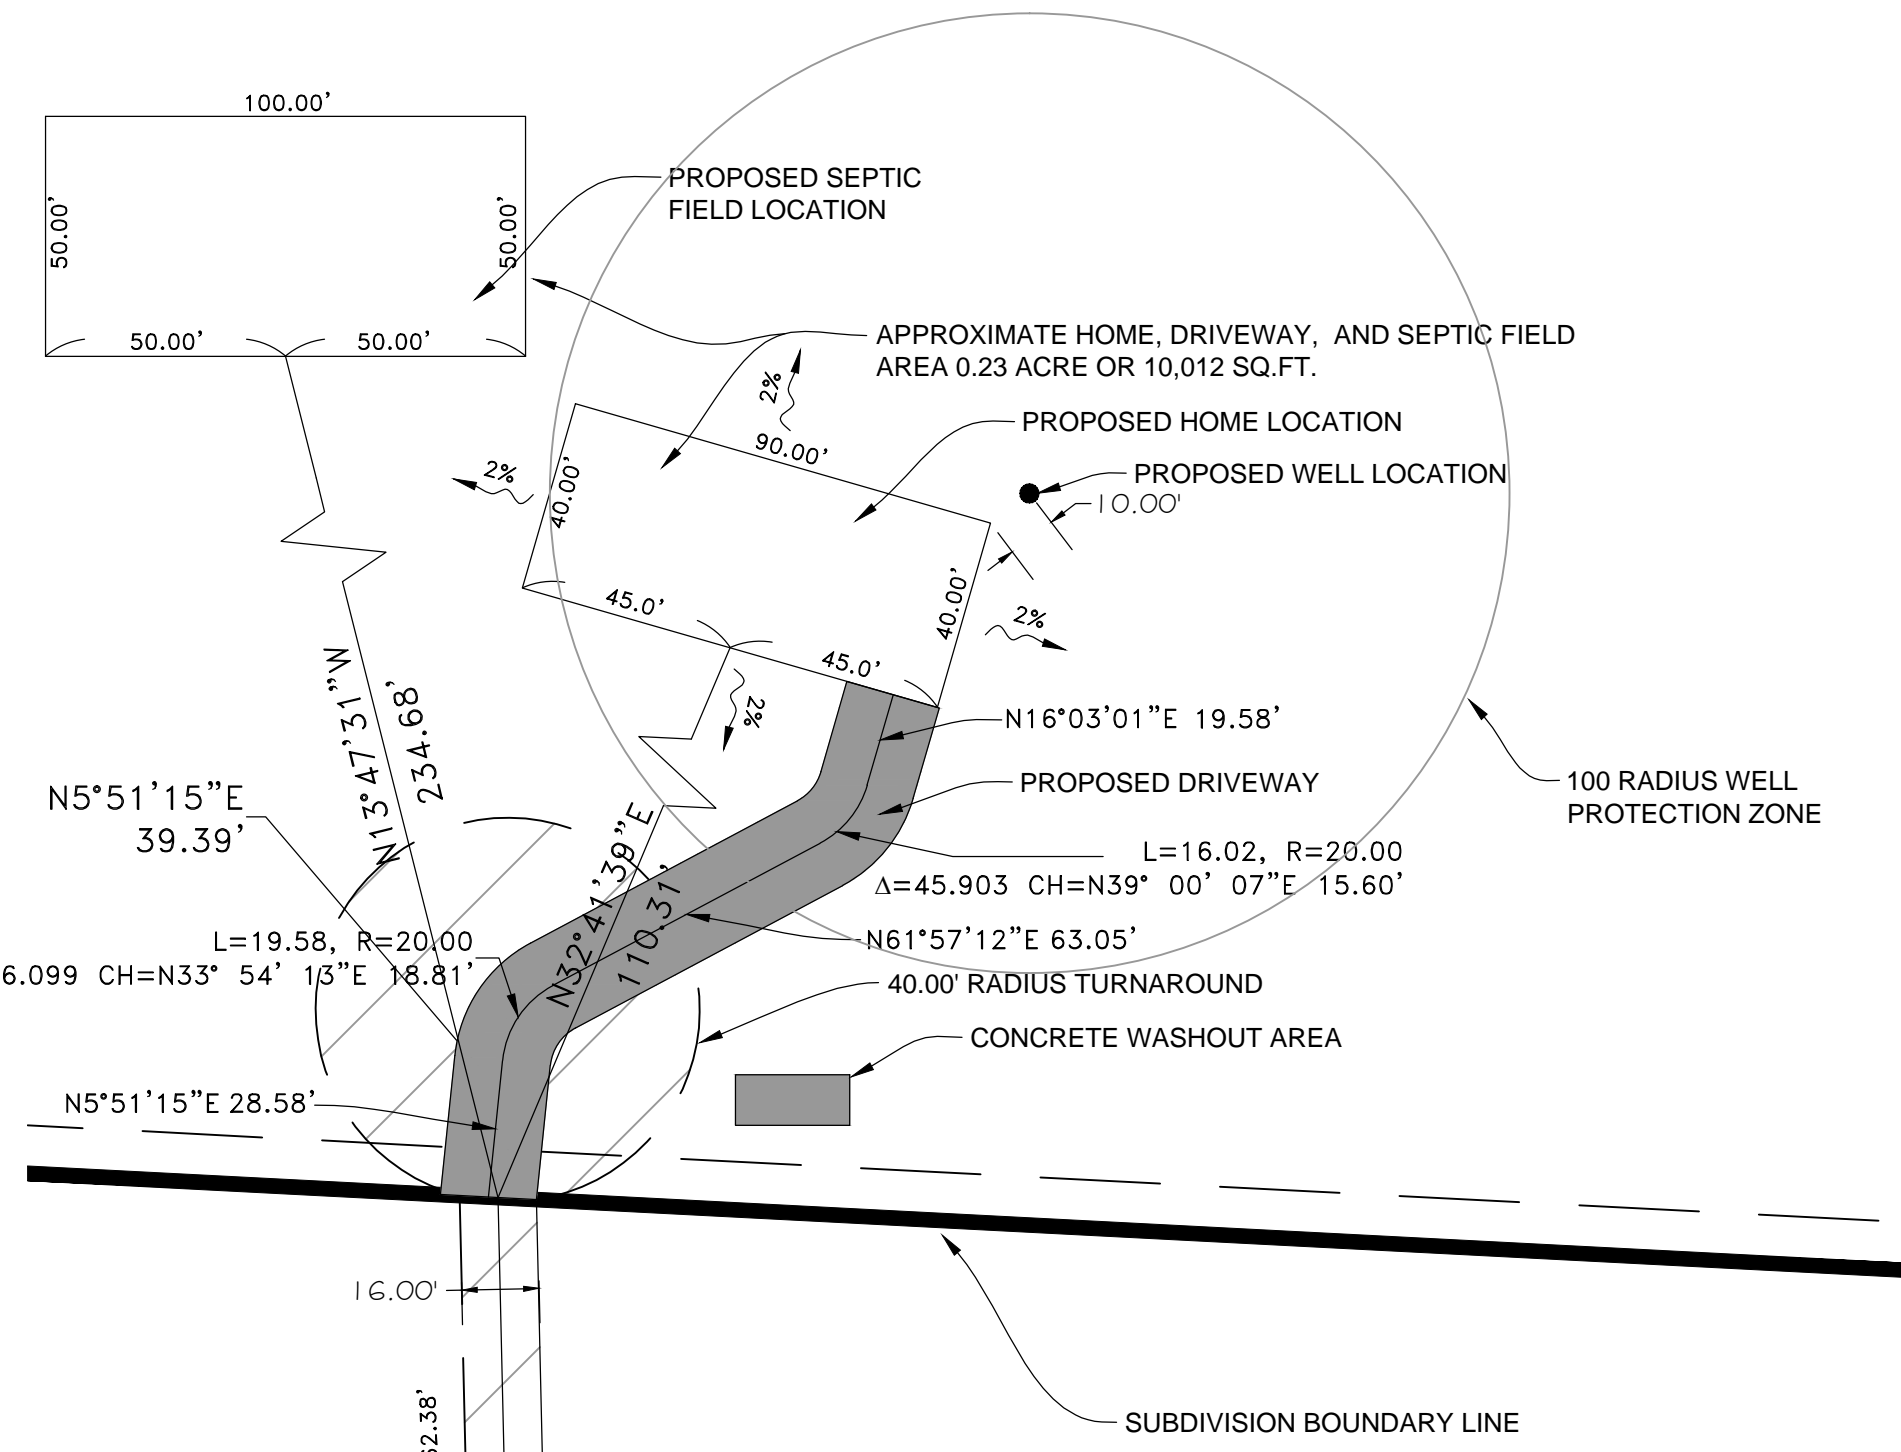 100.00’
50.00’
50.00’
50.00’
50.00’
PROPOSED SEPTIC
FIELD LOCATION
APPROXIMATE HOME, DRIVEWAY, AND SEPTIC FIELD
AREA 0.23 ACRE OR 10,012 SQ.FT.
2%
PROPOSED HOME LOCATION
90.00’
2%
40.00’
PROPOSED WELL LOCATION
10.00'
45.0’
40.00’
2%
45.0’
2%
N13°47’31”W
234.68’
N16°03’01”E 19.58’
PROPOSED DRIVEWAY
100 RADIUS WELL
PROTECTION ZONE
N5°51’15”E
39.39’
N32°41’39”E
110.31’
L=16.02, R=20.00
Δ=45.903 CH=N39° 00’ 07”E 15.60’
N61°57’12”E 63.05’
L=19.58, R=20.00
6.099 CH=N33° 54’ 13”E 18.81’
40.00' RADIUS TURNAROUND
CONCRETE WASHOUT AREA
N5°51’15”E 28.58’
16.00'
62.38’
SUBDIVISION BOUNDARY LINE